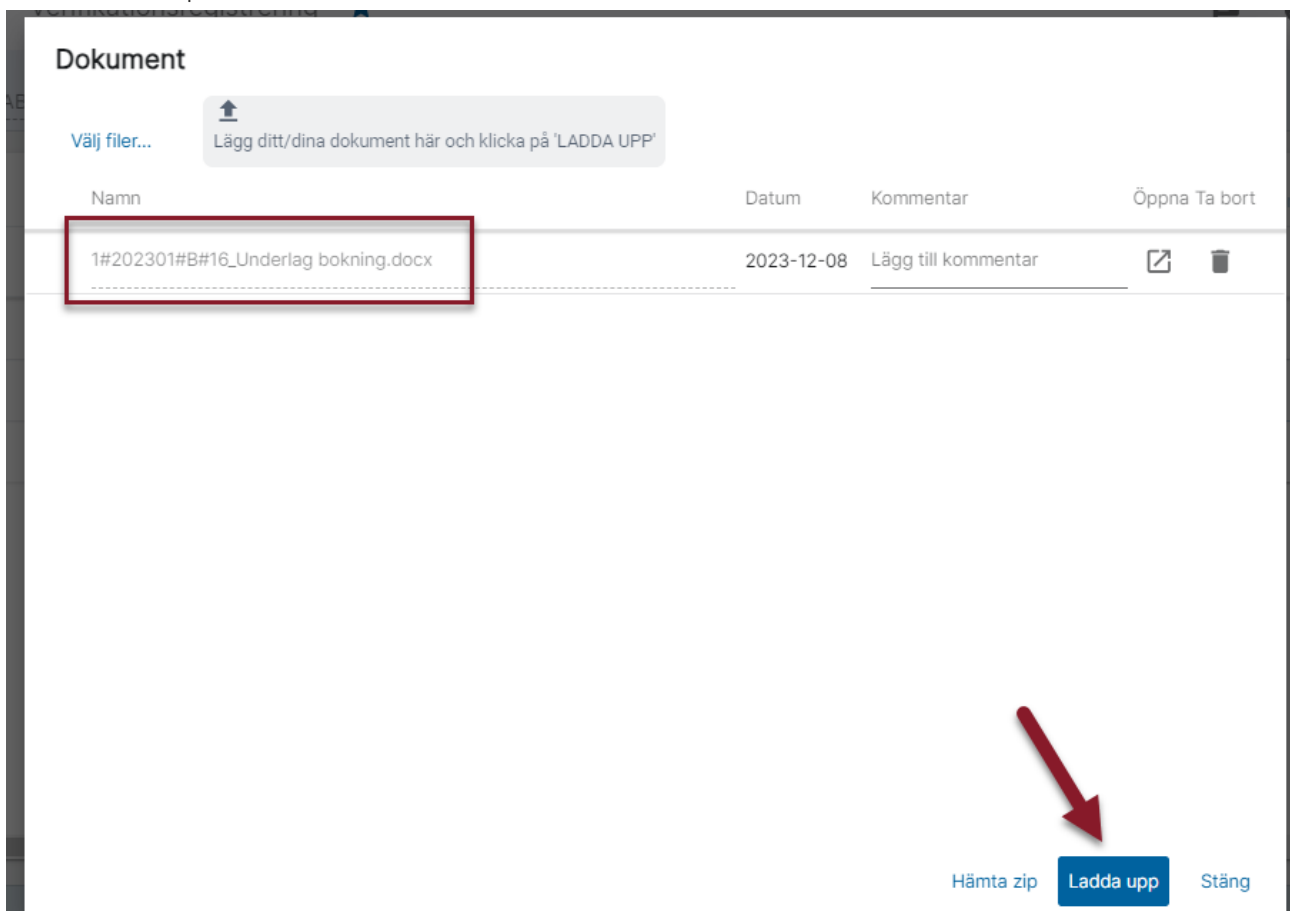 Verifikationsregistrering
Dokument
Välj filer...
Lägg ditt/dina dokument här och klicka på 'LADDA UPP'
Namn Datum Kommentar Öppna Ta bort
1#202301#B#16_Underlag bokning.docx 2023-12-08 Lägg till kommentar
Hämta zip Ladda upp Stäng